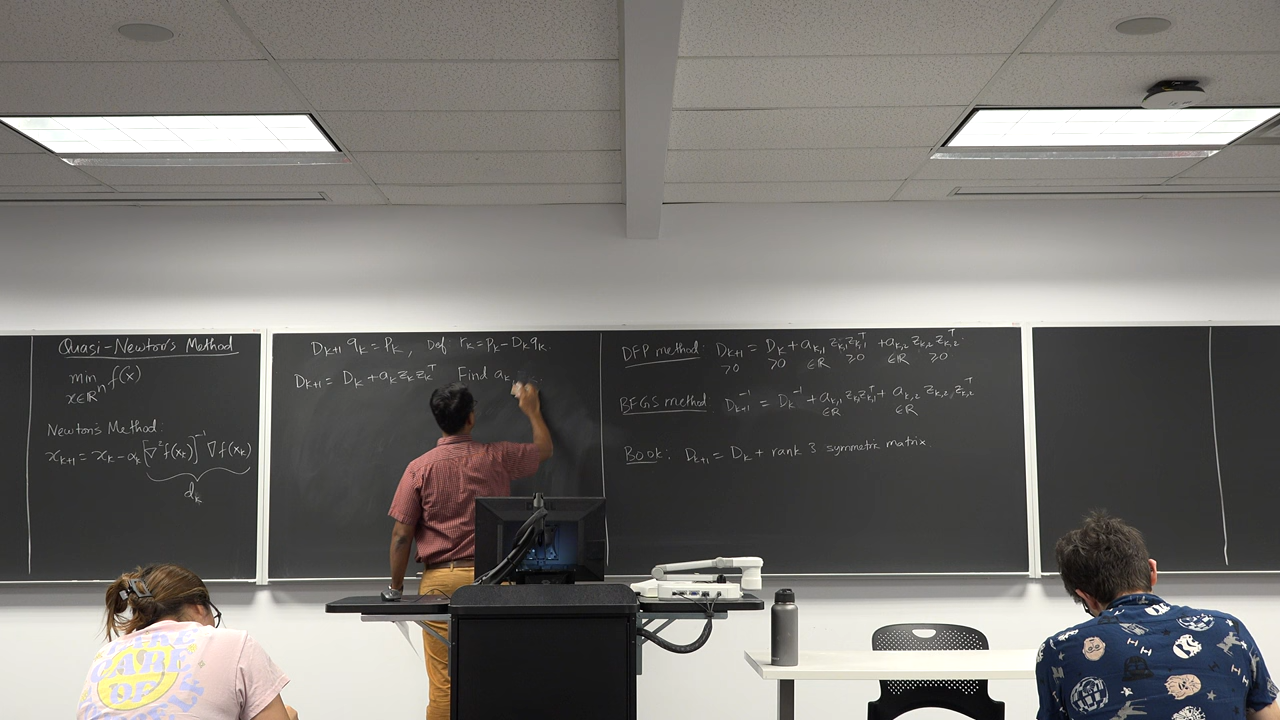 Quasi-Newton's Method
min f(x)
x∈ℝⁿ
Newton's Method:
x_{k+1} = x_k - α_k [∇²f(x_k)]⁻¹ ∇f(x_k)
d_k
D_{k+1} q_k = p_k, Def: r_k = p_k - D_k q_k.
D_{k+1} = D_k + a_k z_k z_k^T Find a_k
DFP method: D_{k+1} = D_k + a_{k,1} z_{k,1} z_{k,1}^T + a_{k,2} z_{k,2} z_{k,2}^T
>0 >0 ∈ℝ ≥0 ∈ℝ ≥0
BFGS method: D_{k+1}^{-1} = D_k^{-1} + a_{k,1} z_{k,1} z_{k,1}^T + a_{k,2} z_{k,2} z_{k,2}^T
∈ℝ ∈ℝ
Book: D_{k+1} = D_k + rank 3 symmetric matrix.
CARE
OF